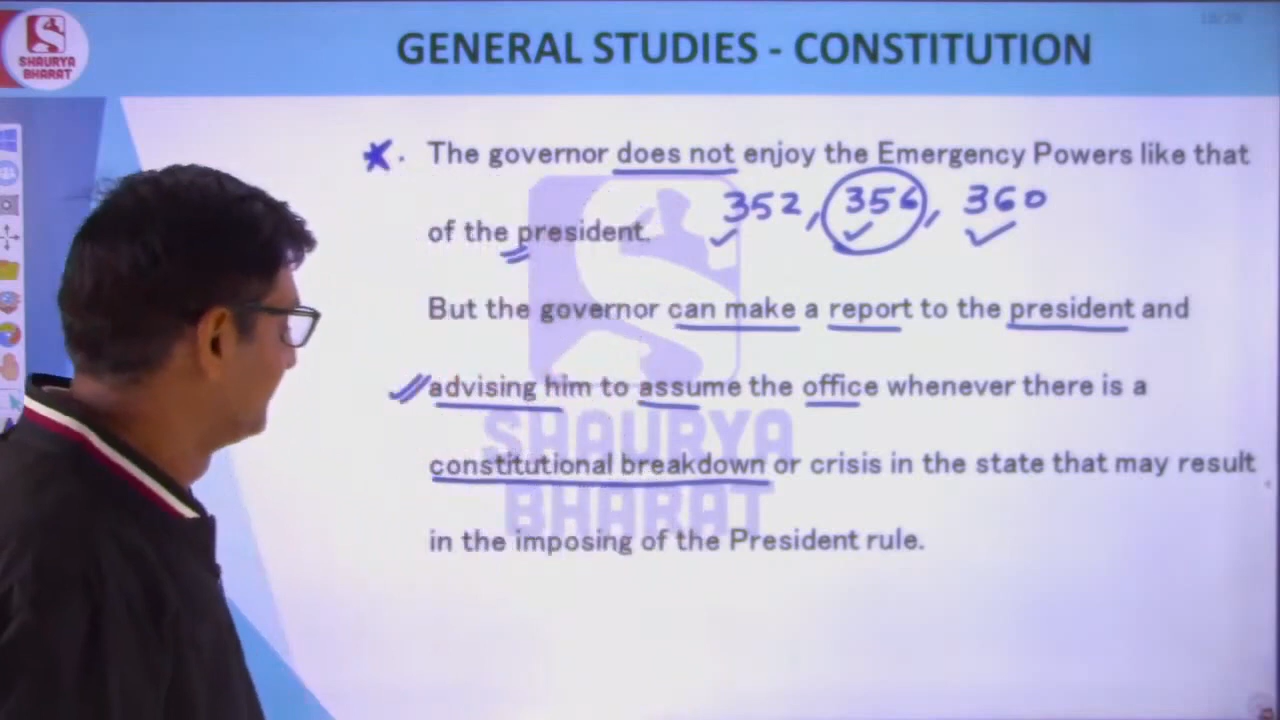 SHAURYA
BHARAT
GENERAL STUDIES - CONSTITUTION
The governor does not enjoy the Emergency Powers like that
352, 356, 360
of the president.
But the governor can make a report to the president and
advising him to assume the office whenever there is a
SHAURYA
constitutional breakdown or crisis in the state that may result
BHARAT
in the imposing of the President rule.